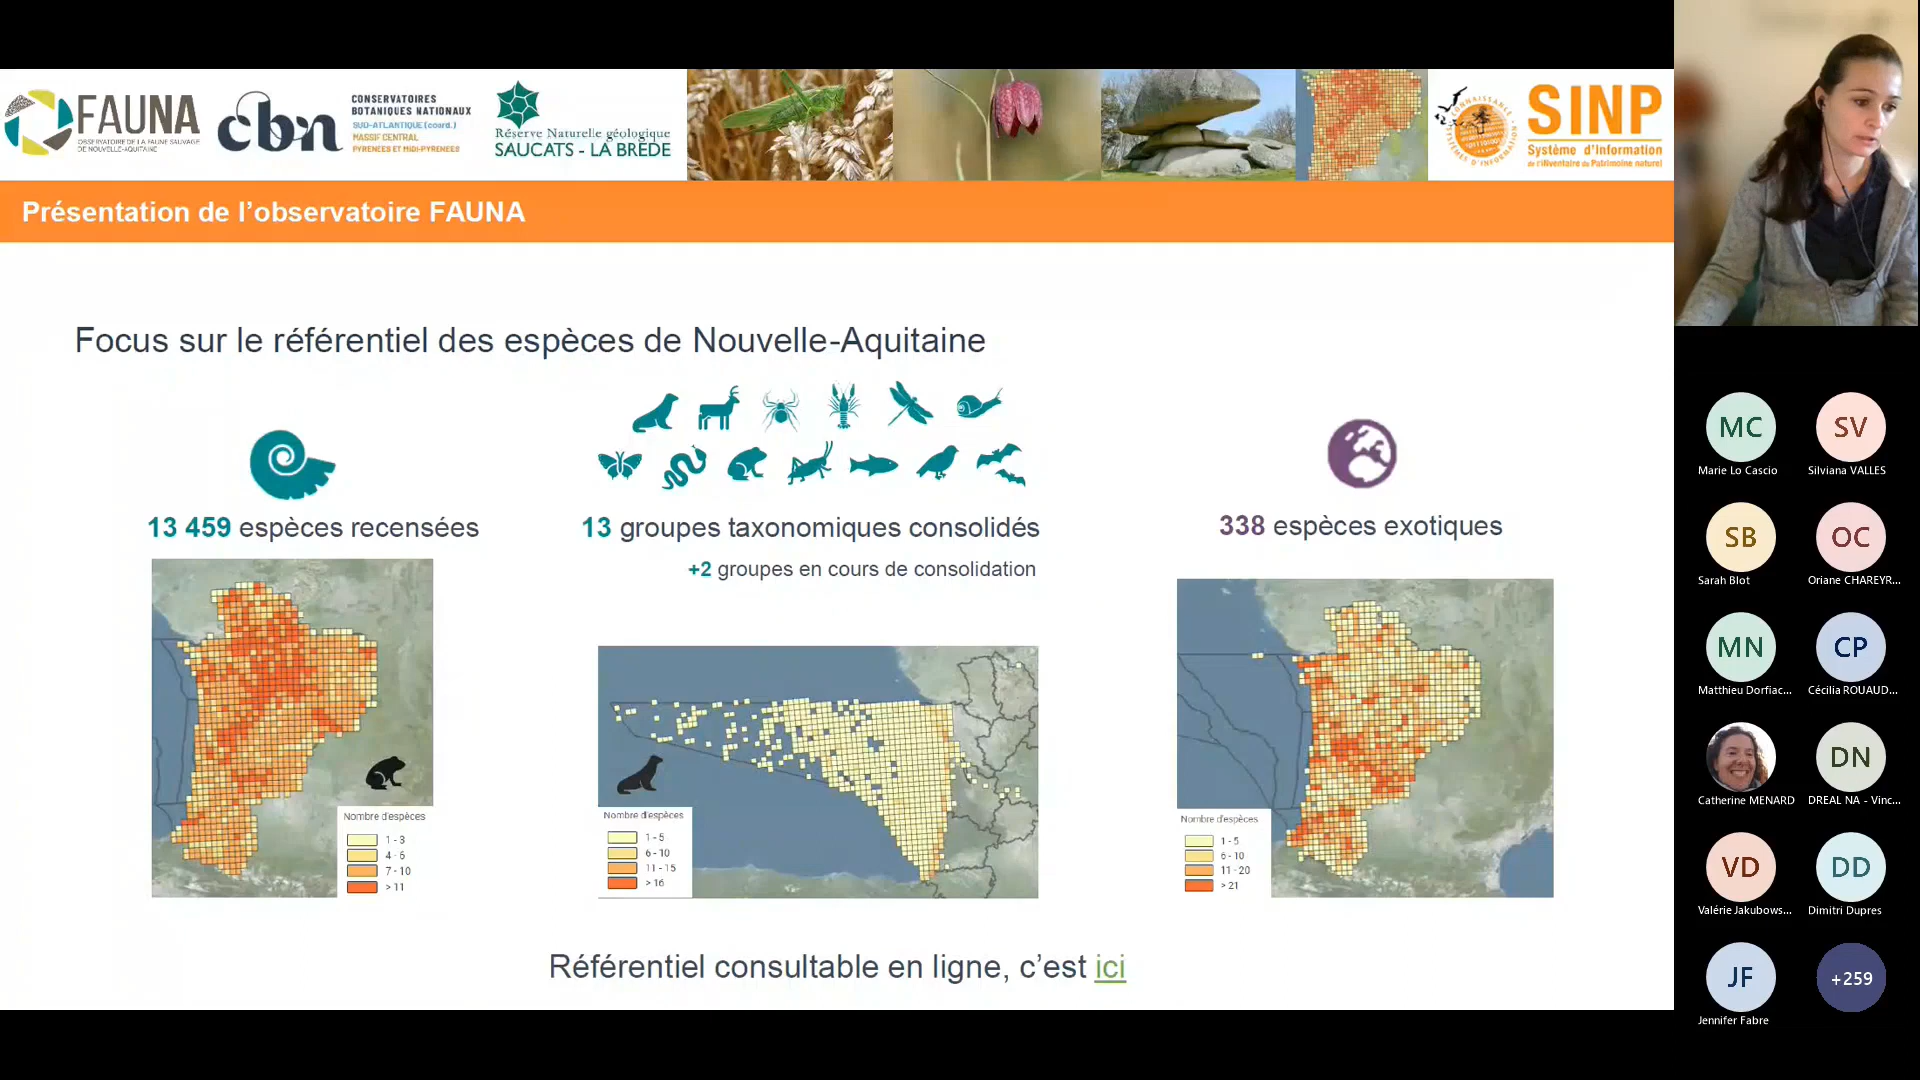 FAUNA
OBSERVATOIRE DE LA FAUNE SAUVAGE
DE NOUVELLE-AQUITAINE
cbn
CONSERVATOIRES
BOTANIQUES NATIONAUX
SUD-ATLANTIQUE (coord.)
MASSIF CENTRAL
PYRÉNÉES ET MIDI-PYRÉNÉES
Réserve Naturelle géologique
SAUCATS - LA BRÈDE
SINP
Système d'Information
de l'iNventaire du Patrimoine naturel
Présentation de l'observatoire FAUNA
Focus sur le référentiel des espèces de Nouvelle-Aquitaine
13 459 espèces recensées
13 groupes taxonomiques consolidés
+2 groupes en cours de consolidation
338 espèces exotiques
Nombre d'espèces
1 - 3
4 - 6
7 - 10
> 11
Nombre d'espèces
1 - 5
6 - 10
11 - 15
> 16
Nombre d'espèces
1 - 5
6 - 10
11 - 20
> 21
Référentiel consultable en ligne, c'est ici
MC
Marie Lo Cascio
SV
Silviana VALLES
SB
Sarah Blot
OC
Oriane CHAREYR...
MN
Matthieu Dorfiac...
CP
Cécilia ROUAUD...
Catherine MENARD
DN
DREAL NA - Vinc...
VD
Valérie Jakubows...
DD
Dimitri Dupres
JF
Jennifer Fabre
+259